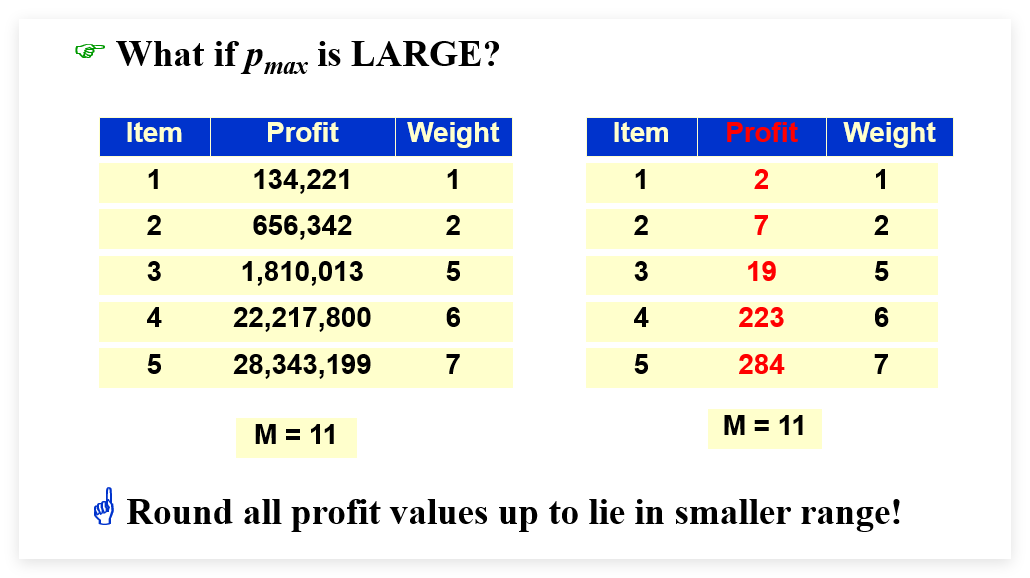 What if pmax is LARGE?
Item Profit Weight
1 134,221 1
2 656,342 2
3 1,810,013 5
4 22,217,800 6
5 28,343,199 7
M = 11
Item Profit Weight
1 2 1
2 7 2
3 19 5
4 223 6
5 284 7
M = 11
Round all profit values up to lie in smaller range!